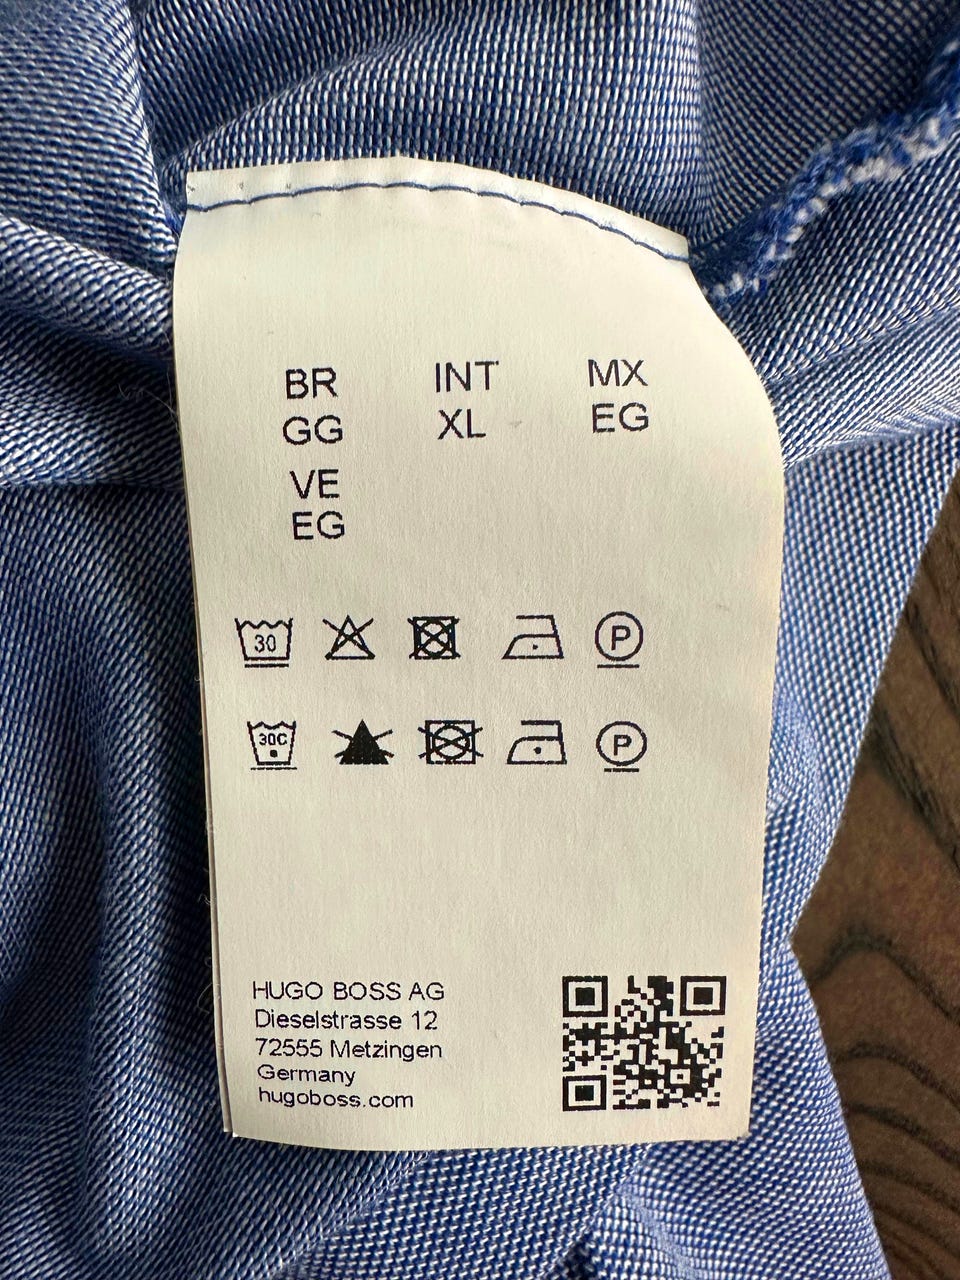 BR INT MX
GG XL EG
VE
EG
30 P
30C P
HUGO BOSS AG
Dieselstrasse 12
72555 Metzingen
Germany
hugoboss.com